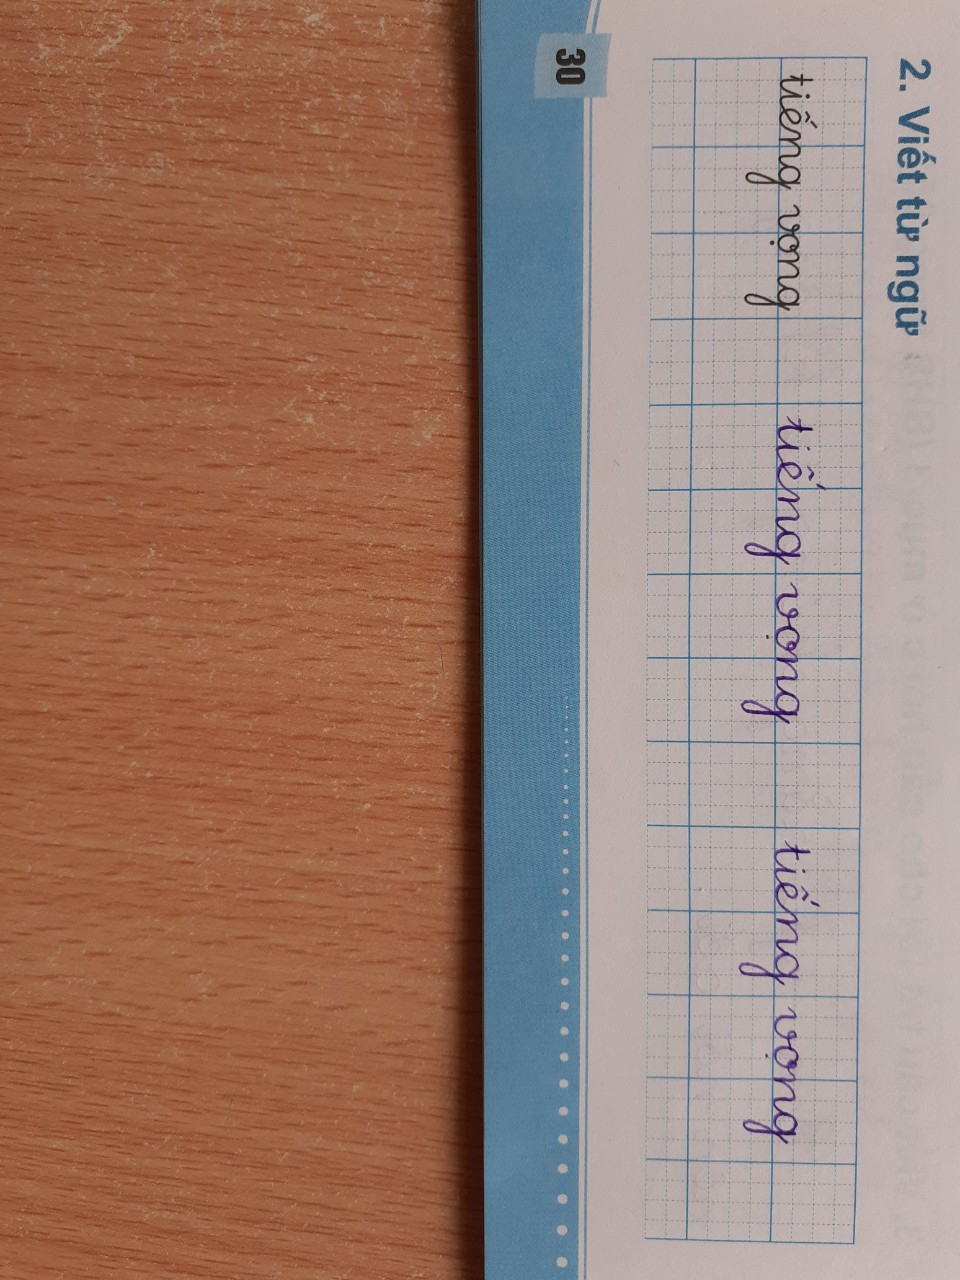 2. Viết từ ngữ
tiếng vọng tiếng vọng tiếng vọng
30